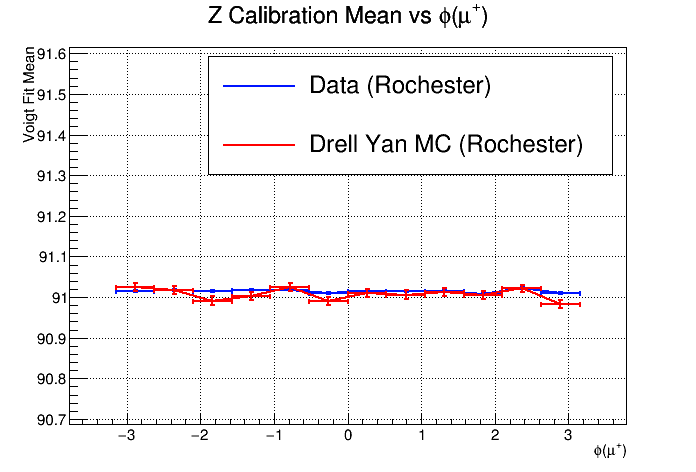 Z Calibration Mean vs ϕ(μ⁺)
Voigt Fit Mean
Data (Rochester)
Drell Yan MC (Rochester)
91.6
91.5
91.4
91.3
91.2
91.1
91
90.9
90.8
90.7
−3 −2 −1 0 1 2 3
ϕ(μ⁺)